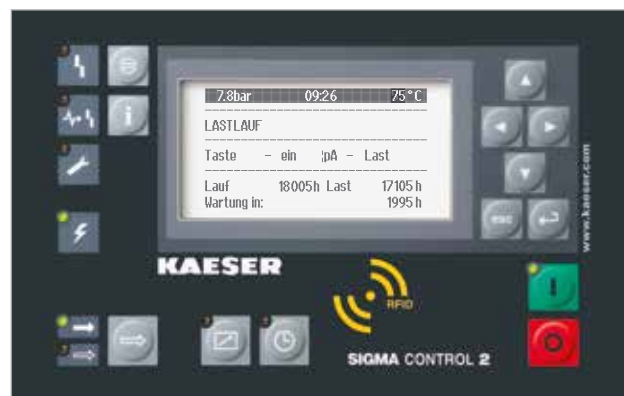 7.8bar 09:26 75°C
LASTLAUF
Taste - ein ¦pA - Last
Lauf 18005h Last 17105h
Wartung in: 1995h
esc
www.kaeser.com
KAESER
RFID
I
SIGMA CONTROL 2